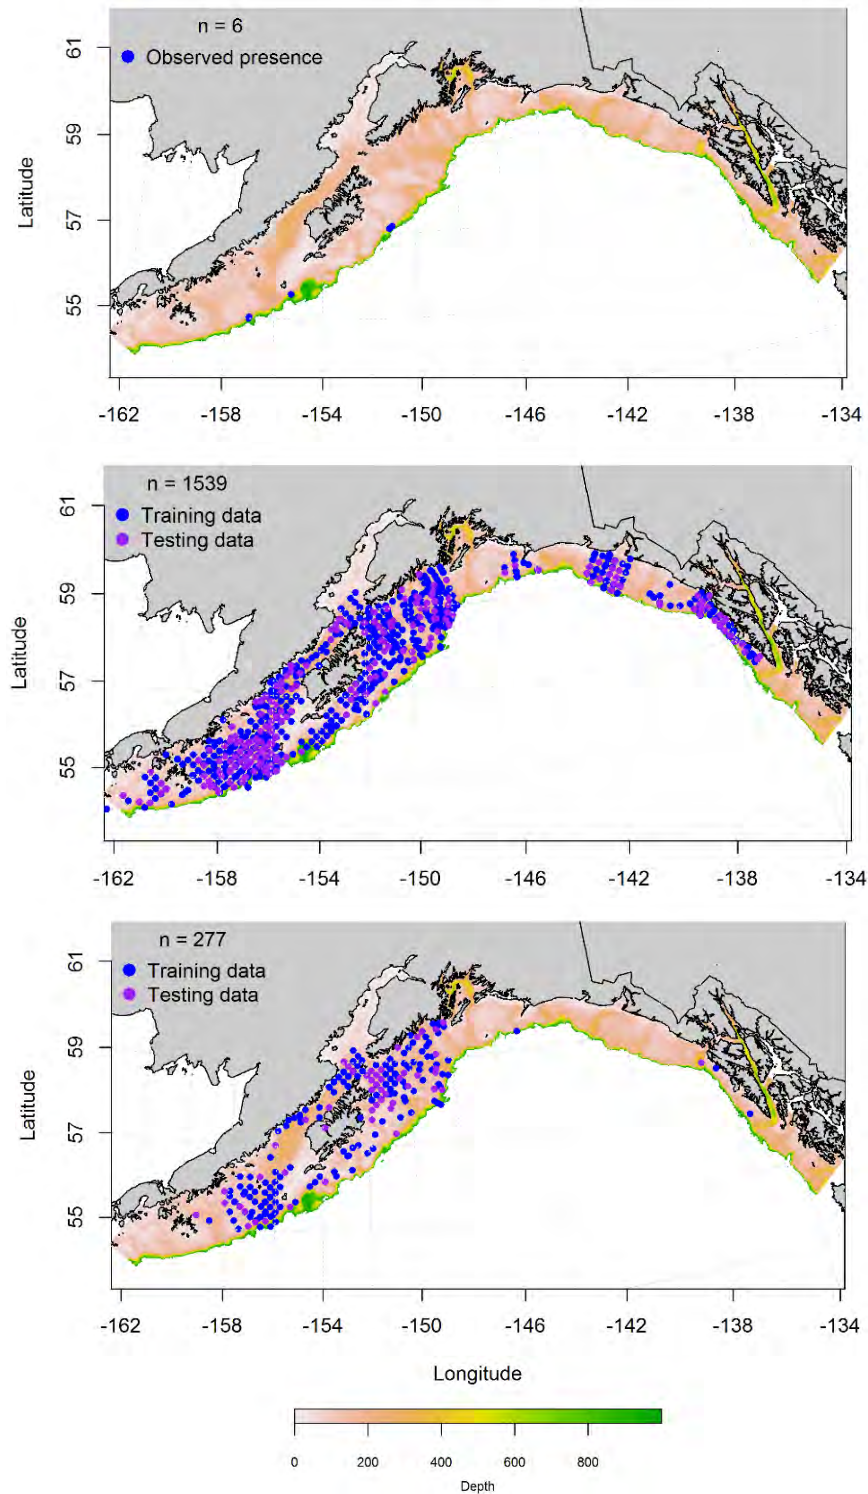 n = 6
Observed presence
61
59
57
55
Latitude
-162 -158 -154 -150 -146 -142 -138 -134
n = 1539
Training data
Testing data
61
59
57
55
Latitude
-162 -158 -154 -150 -146 -142 -138 -134
n = 277
Training data
Testing data
61
59
57
55
Latitude
-162 -158 -154 -150 -146 -142 -138 -134
Longitude
0 200 400 600 800
Depth